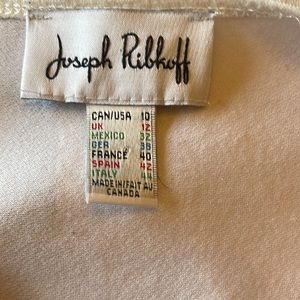 Joseph Ribkoff
CAN/USA 10
UK 12
MEXICO 32
GER 38
FRANCE 40
SPAIN 42
ITALY 44
MADE IN/FAIT AU
CANADA